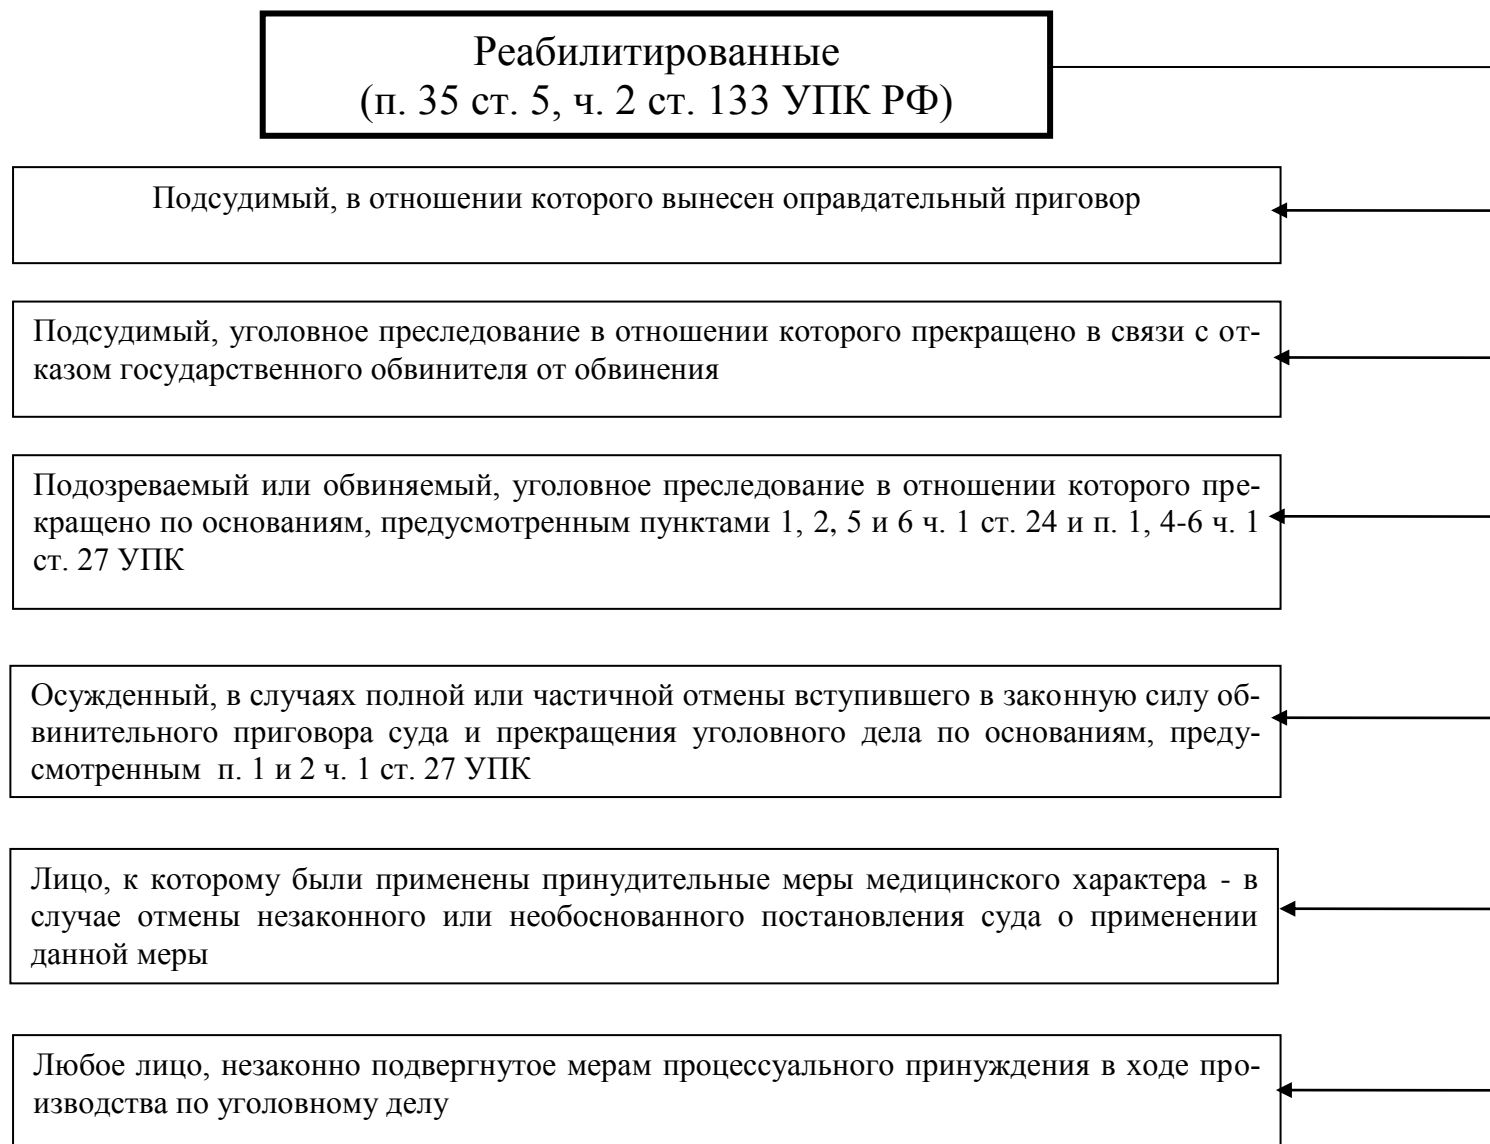 Реабилитированные
(п. 35 ст. 5, ч. 2 ст. 133 УПК РФ)
Подсудимый, в отношении которого вынесен оправдательный приговор
Подсудимый, уголовное преследование в отношении которого прекращено в связи с от-
казом государственного обвинителя от обвинения
Подозреваемый или обвиняемый, уголовное преследование в отношении которого пре-
кращено по основаниям, предусмотренным пунктами 1, 2, 5 и 6 ч. 1 ст. 24 и п. 1, 4-6 ч. 1
ст. 27 УПК
Осужденный, в случаях полной или частичной отмены вступившего в законную силу об-
винительного приговора суда и прекращения уголовного дела по основаниям, преду-
смотренным п. 1 и 2 ч. 1 ст. 27 УПК
Лицо, к которому были применены принудительные меры медицинского характера - в
случае отмены незаконного или необоснованного постановления суда о применении
данной меры
Любое лицо, незаконно подвергнутое мерам процессуального принуждения в ходе про-
изводства по уголовному делу